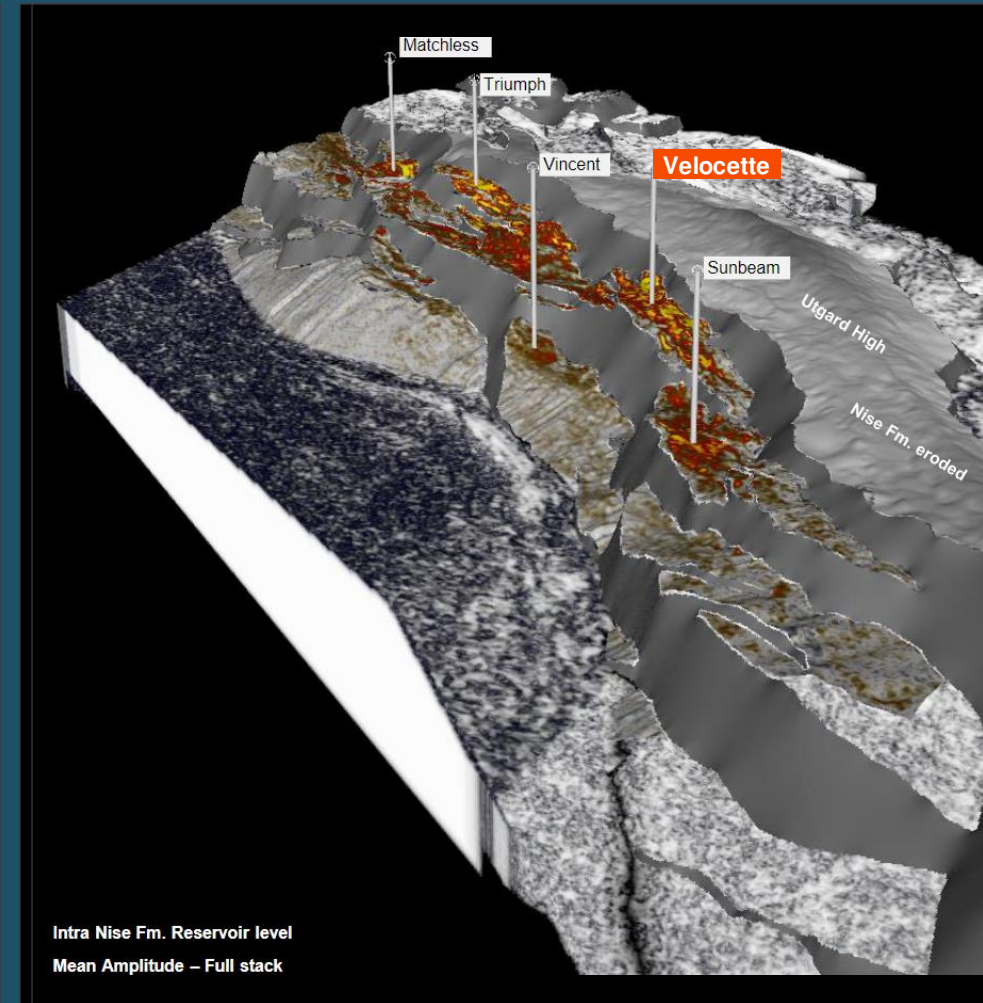 Matchless
Triumph
Vincent
Velocette
Sunbeam
Utgard High
Nise Fm. eroded
Intra Nise Fm. Reservoir level
Mean Amplitude – Full stack